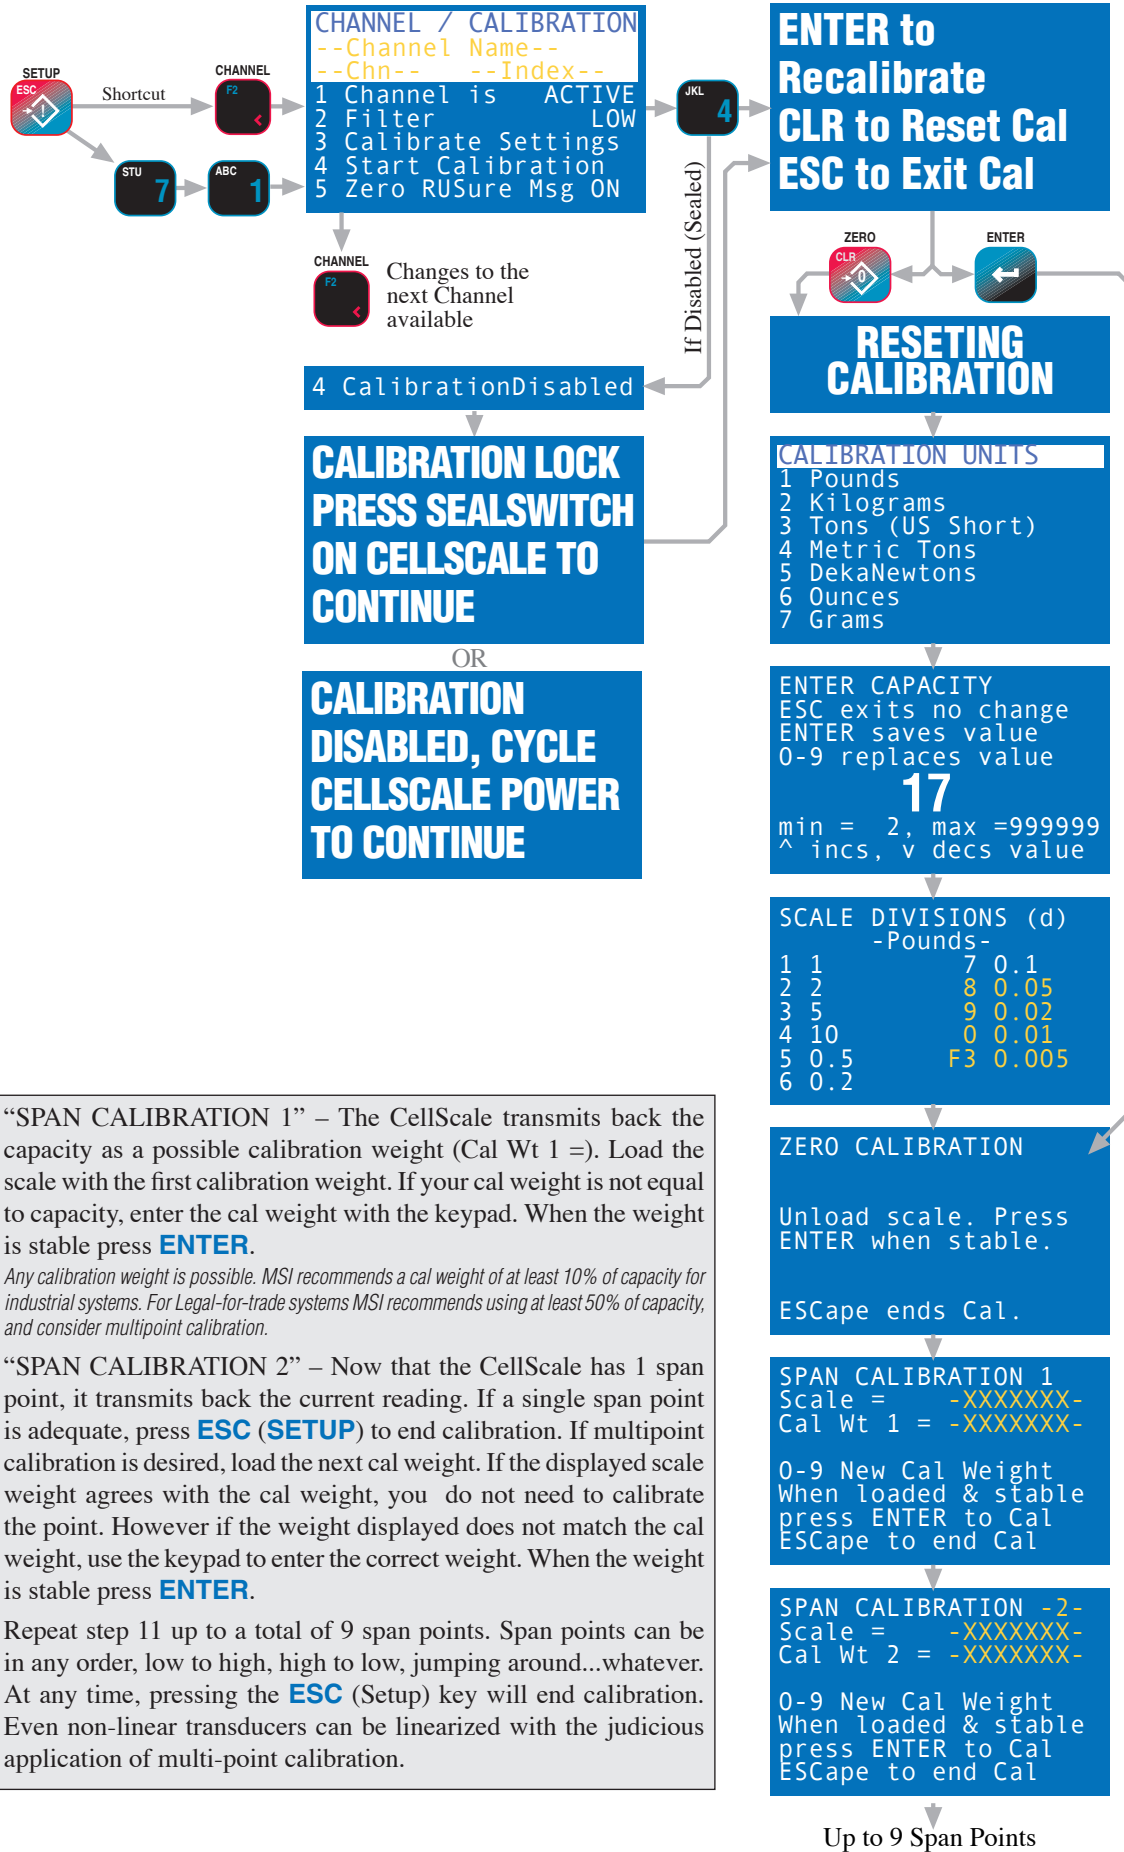 SETUP
ESC
Shortcut
CHANNEL
F2
<
STU
7
ABC
1
CHANNEL / CALIBRATION
--Channel Name--
--Chn-- --Index--
1 Channel is ACTIVE
2 Filter LOW
3 Calibrate Settings
4 Start Calibration
5 Zero RUSure Msg ON
JKL
4
CHANNEL
F2
<
Changes to the
next Channel
available
If Disabled (Sealed)
4 CalibrationDisabled
CALIBRATION LOCK
PRESS SEALSWITCH
ON CELLSCALE TO
CONTINUE
OR
CALIBRATION
DISABLED, CYCLE
CELLSCALE POWER
TO CONTINUE
ENTER to
Recalibrate
CLR to Reset Cal
ESC to Exit Cal
ZERO
CLR
0
ENTER
RESETING
CALIBRATION
CALIBRATION UNITS
1 Pounds
2 Kilograms
3 Tons (US Short)
4 Metric Tons
5 DekaNewtons
6 Ounces
7 Grams
ENTER CAPACITY
ESC exits no change
ENTER saves value
0-9 replaces value
17
min = 2, max =999999
^ incs, v decs value
SCALE DIVISIONS (d)
-Pounds-
1 1 7 0.1
2 2 8 0.05
3 5 9 0.02
4 10 0 0.01
5 0.5 F3 0.005
6 0.2
ZERO CALIBRATION
Unload scale. Press
ENTER when stable.
ESCape ends Cal.
SPAN CALIBRATION 1
Scale = -XXXXXXX-
Cal Wt 1 = -XXXXXXX-
0-9 New Cal Weight
When loaded & stable
press ENTER to Cal
ESCape to end Cal
SPAN CALIBRATION -2-
Scale = -XXXXXXX-
Cal Wt 2 = -XXXXXXX-
0-9 New Cal Weight
When loaded & stable
press ENTER to Cal
ESCape to end Cal
Up to 9 Span Points
“SPAN CALIBRATION 1” – The CellScale transmits back the
capacity as a possible calibration weight (Cal Wt 1 =). Load the
scale with the first calibration weight. If your cal weight is not equal
to capacity, enter the cal weight with the keypad. When the weight
is stable press ENTER.
Any calibration weight is possible. MSI recommends a cal weight of at least 10% of capacity for
industrial systems. For Legal-for-trade systems MSI recommends using at least 50% of capacity,
and consider multipoint calibration.
“SPAN CALIBRATION 2” – Now that the CellScale has 1 span
point, it transmits back the current reading. If a single span point
is adequate, press ESC (SETUP) to end calibration. If multipoint
calibration is desired, load the next cal weight. If the displayed scale
weight agrees with the cal weight, you do not need to calibrate
the point. However if the weight displayed does not match the cal
weight, use the keypad to enter the correct weight. When the weight
is stable press ENTER.
Repeat step 11 up to a total of 9 span points. Span points can be
in any order, low to high, high to low, jumping around...whatever.
At any time, pressing the ESC (Setup) key will end calibration.
Even non-linear transducers can be linearized with the judicious
application of multi-point calibration.